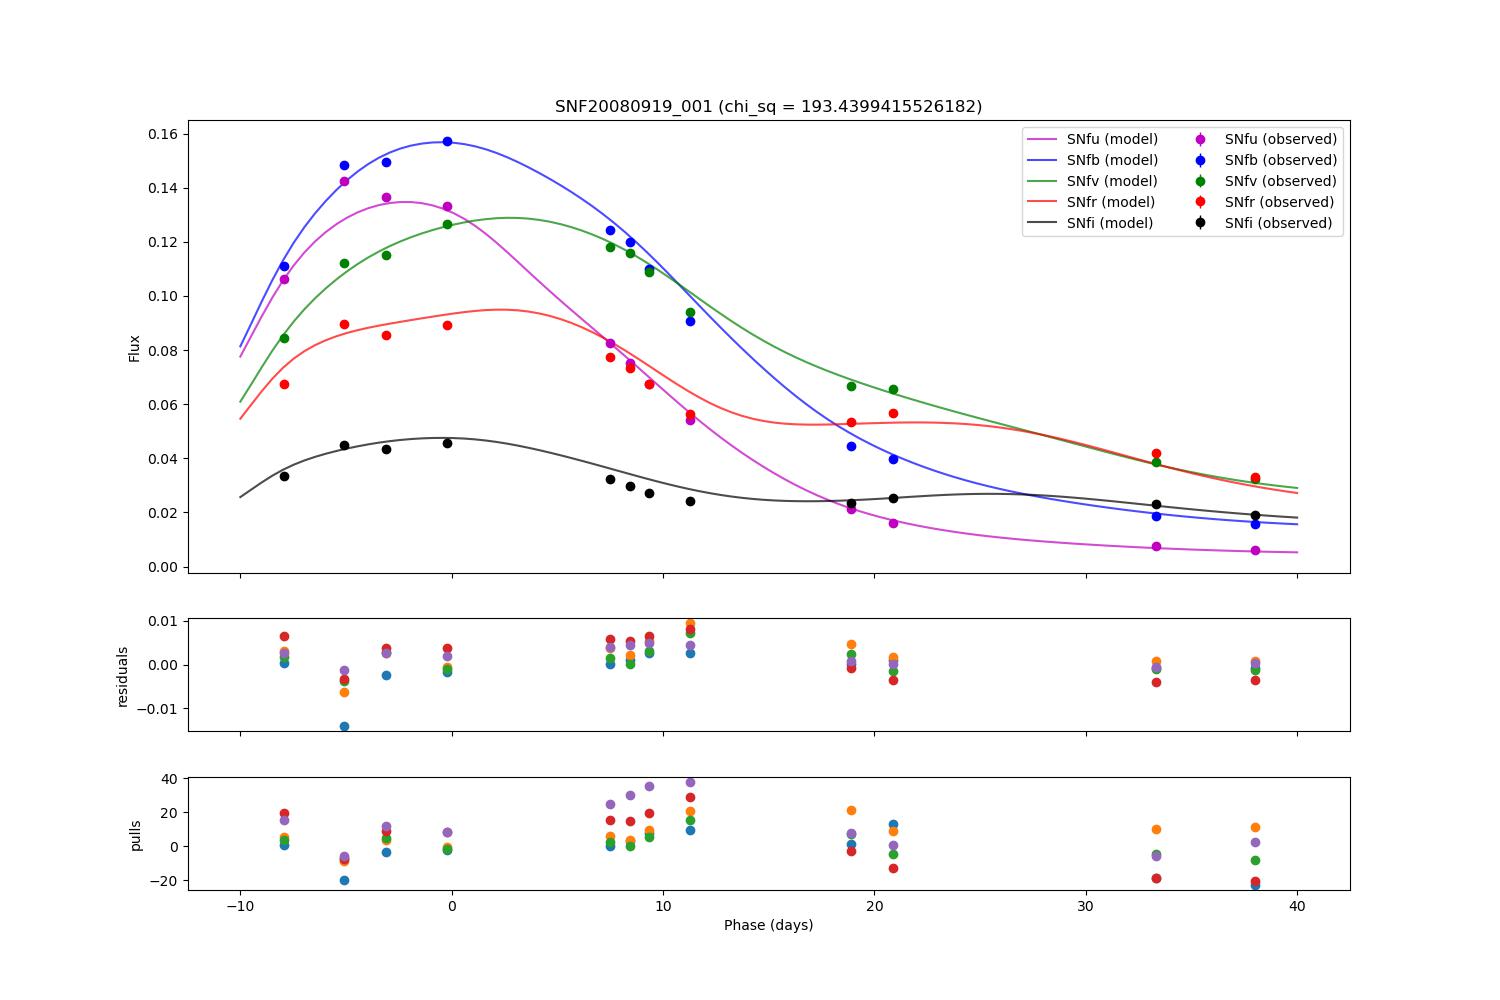 SNF20080919_001 (chi_sq = 193.4399415526182)
0.16
0.14
0.12
0.10
0.08
0.06
0.04
0.02
0.00
Flux
SNfu (model)
SNfb (model)
SNfv (model)
SNfr (model)
SNfi (model)
SNfu (observed)
SNfb (observed)
SNfv (observed)
SNfr (observed)
SNfi (observed)
0.01
0.00
−0.01
residuals
40
20
0
−20
pulls
−10 0 10 20 30 40
Phase (days)